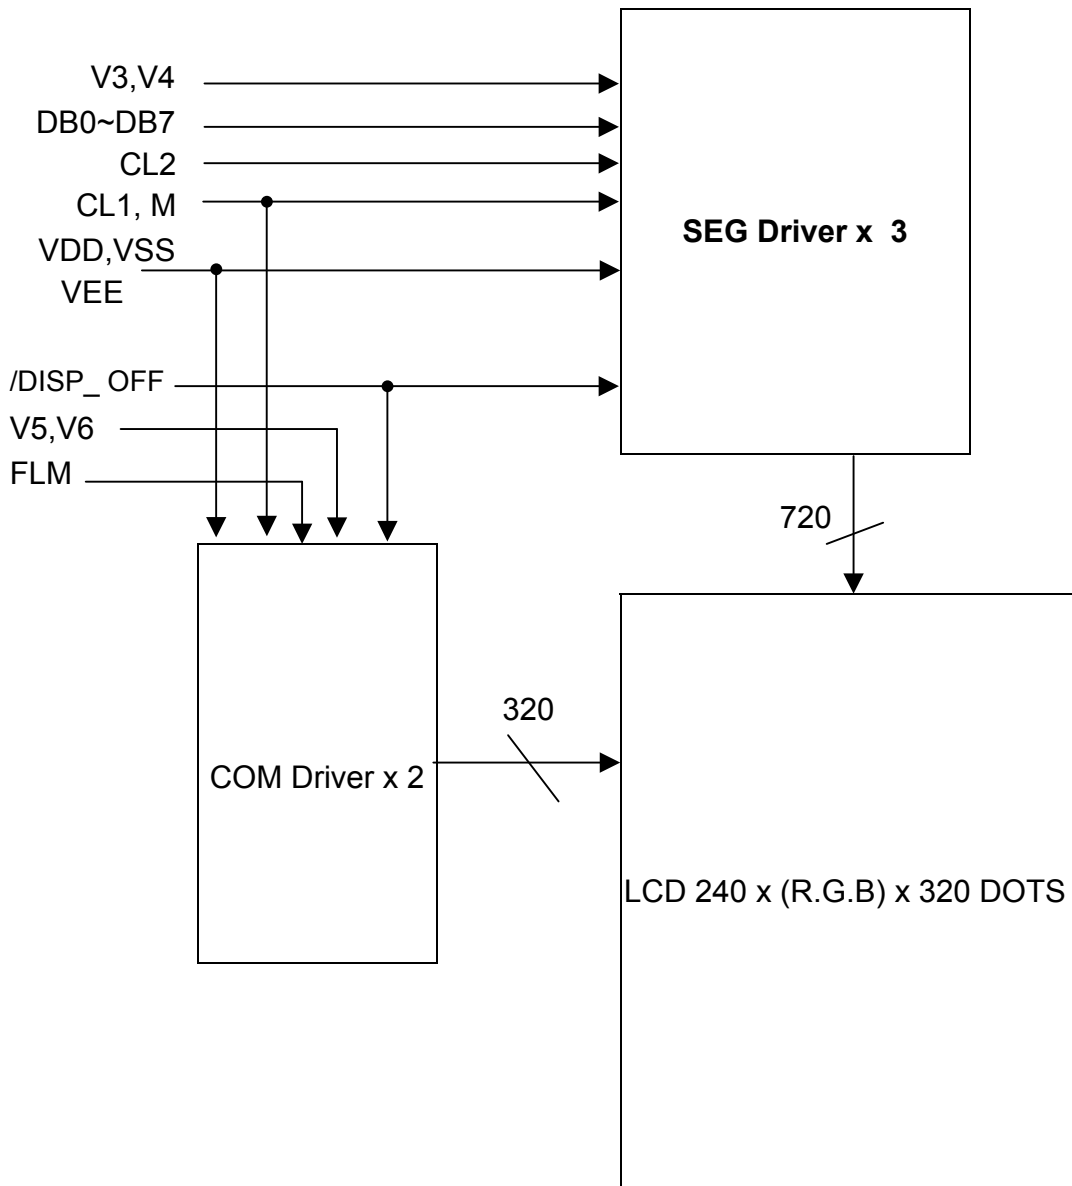 V3,V4
DB0~DB7
CL2
CL1, M
VDD,VSS
VEE
SEG Driver x 3
/DISP_ OFF
V5,V6
FLM
720
320
COM Driver x 2
LCD 240 x (R.G.B) x 320 DOTS